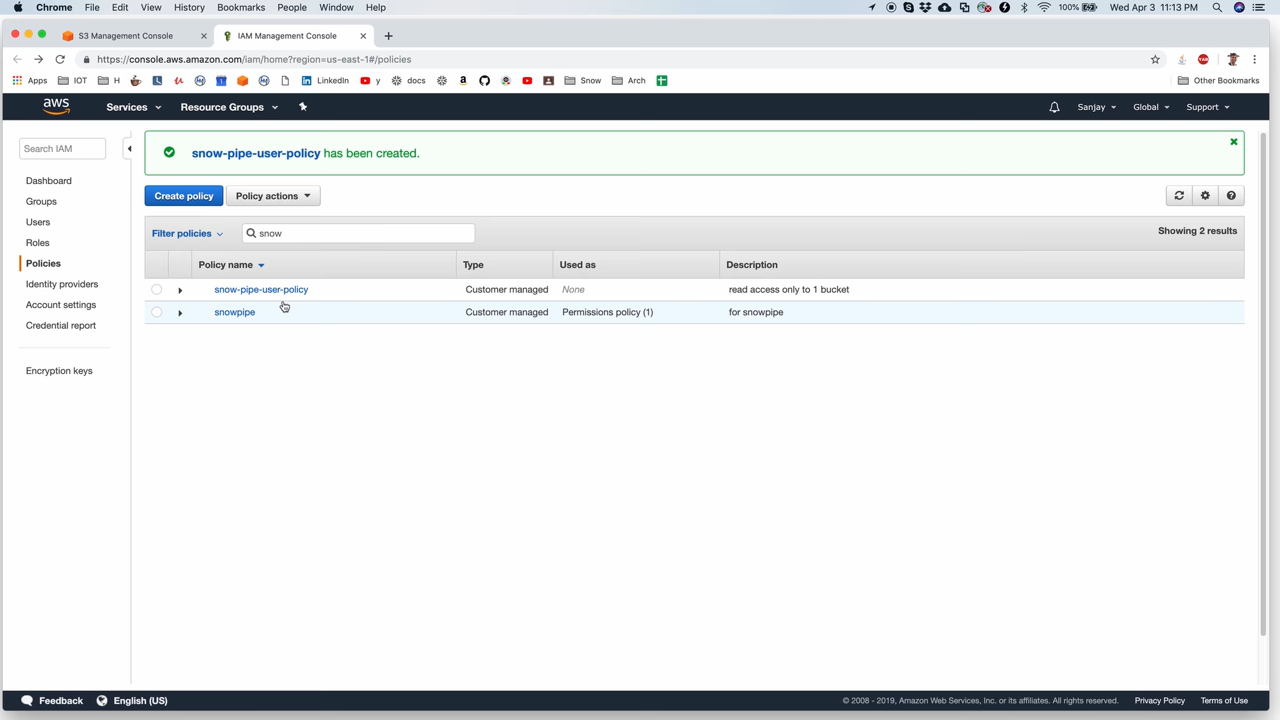 Chrome File Edit View History Bookmarks People Window Help 100% Wed Apr 3 11:13 PM
S3 Management Console
IAM Management Console
https://console.aws.amazon.com/iam/home?region=us-east-1#/policies
Apps IOT H LinkedIn y docs Snow Arch Other Bookmarks
aws Services Resource Groups Sanjay Global Support
Search IAM
Dashboard
Groups
Users
Roles
Policies
Identity providers
Account settings
Credential report
Encryption keys
snow-pipe-user-policy has been created.
Create policy Policy actions
Filter policies snow Showing 2 results
Policy name Type Used as Description
snow-pipe-user-policy Customer managed None read access only to 1 bucket
snowpipe Customer managed Permissions policy (1) for snowpipe
Feedback English (US) © 2008 - 2019, Amazon Web Services, Inc. or its affiliates. All rights reserved. Privacy Policy Terms of Use